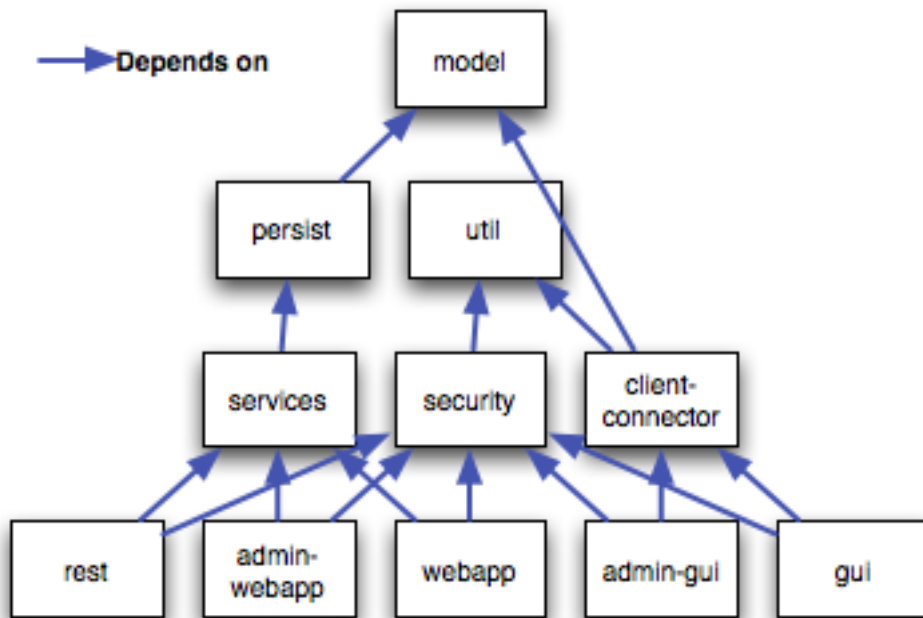 Depends on
model
persist
util
services
security
client-
connector
rest
admin-
webapp
webapp
admin-gui
gui